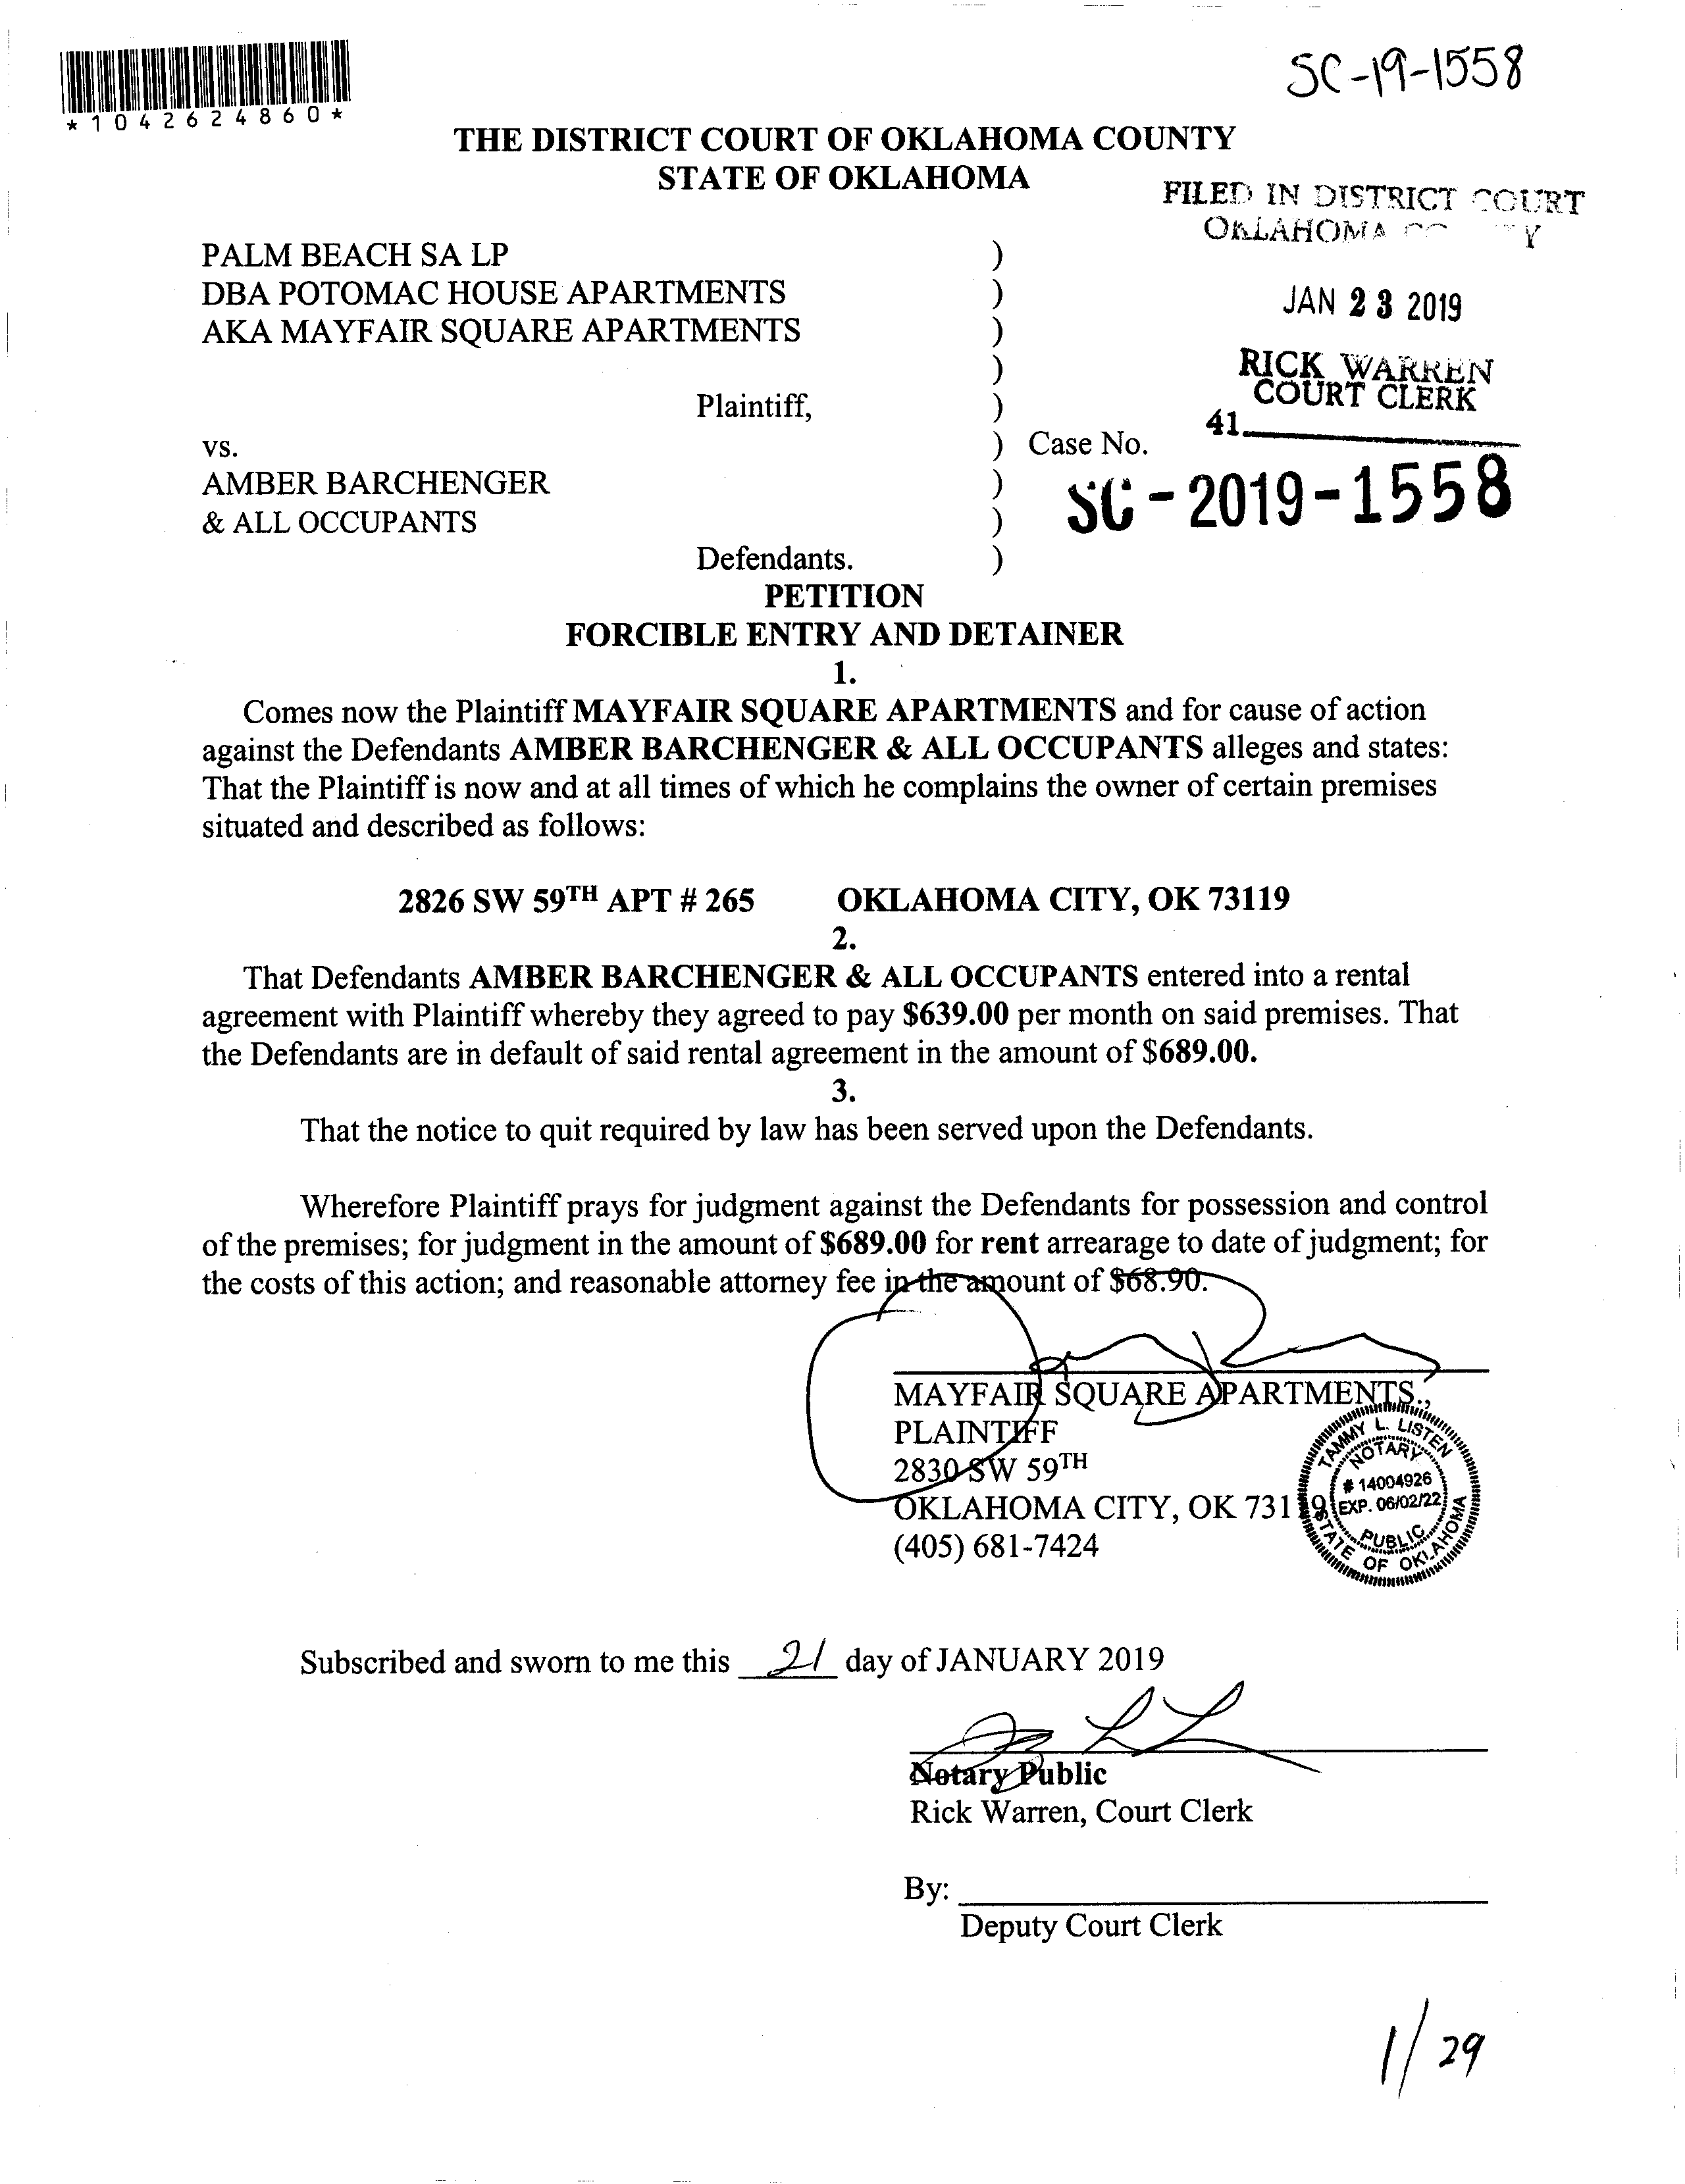 SC-19-1558
*1042624860*
THE DISTRICT COURT OF OKLAHOMA COUNTY
STATE OF OKLAHOMA
FILED IN DISTRICT COURT
OKLAHOMA
PALM BEACH SA LP )
DBA POTOMAC HOUSE APARTMENTS )
JAN 23 2019
AKA MAYFAIR SQUARE APARTMENTS )
)
RICK WARREN
COURT CLERK
Plaintiff, )
41
vs. ) Case No.
AMBER BARCHENGER )
SC-2019-1558
& ALL OCCUPANTS )
Defendants. )
PETITION
FORCIBLE ENTRY AND DETAINER
1.
Comes now the Plaintiff MAYFAIR SQUARE APARTMENTS and for cause of action
against the Defendants AMBER BARCHENGER & ALL OCCUPANTS alleges and states:
That the Plaintiff is now and at all times of which he complains the owner of certain premises
situated and described as follows:
2826 SW 59TH APT # 265 OKLAHOMA CITY, OK 73119
2.
That Defendants AMBER BARCHENGER & ALL OCCUPANTS entered into a rental
agreement with Plaintiff whereby they agreed to pay $639.00 per month on said premises. That
the Defendants are in default of said rental agreement in the amount of $689.00.
3.
That the notice to quit required by law has been served upon the Defendants.
Wherefore Plaintiff prays for judgment against the Defendants for possession and control
of the premises; for judgment in the amount of $689.00 for rent arrearage to date of judgment; for
the costs of this action; and reasonable attorney fee in the amount of $68.90.
MAYFAIR SQUARE APARTMENTS.,
PLAINTIFF
2830 SW 59TH
OKLAHOMA CITY, OK 73119
(405) 681-7424
TAMMY L. LISTEN
NOTARY
# 14004926
EXP. 06/02/22
PUBLIC
STATE OF OKLAHOMA
Subscribed and sworn to me this 21 day of JANUARY 2019
Notary Public
Rick Warren, Court Clerk
By:
Deputy Court Clerk
1/29